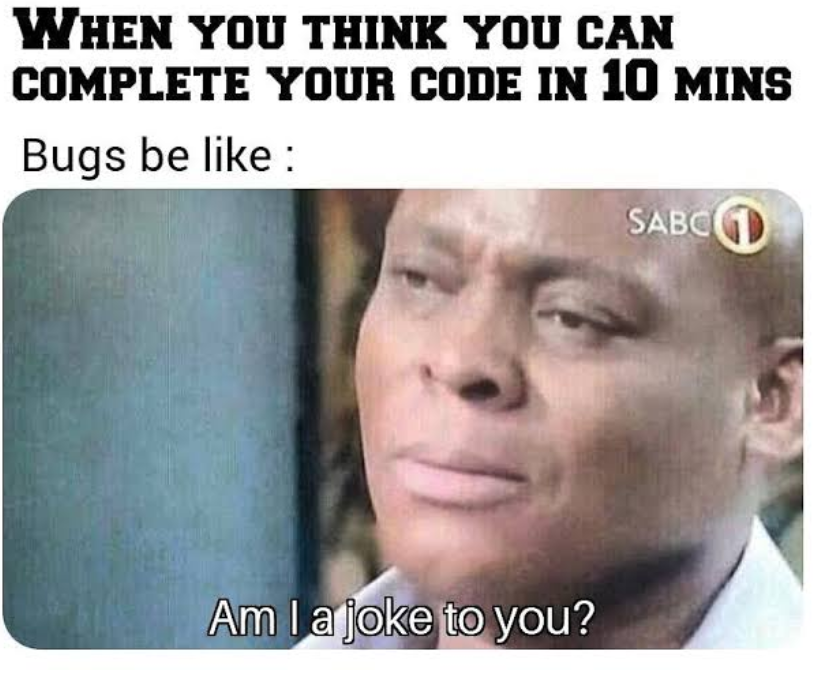 WHEN YOU THINK YOU CAN
COMPLETE YOUR CODE IN 10 MINS
Bugs be like :
SABC 1
Am I a joke to you?